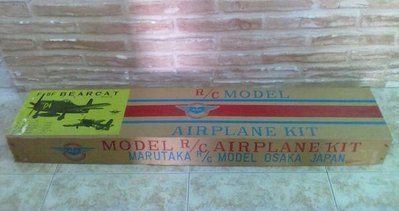 F8F BEARCAT
R/C MODEL
AIRPLANE KIT
MODEL R/C AIRPLANE KIT
MARUTAKA R/C MODEL OSAKA JAPAN